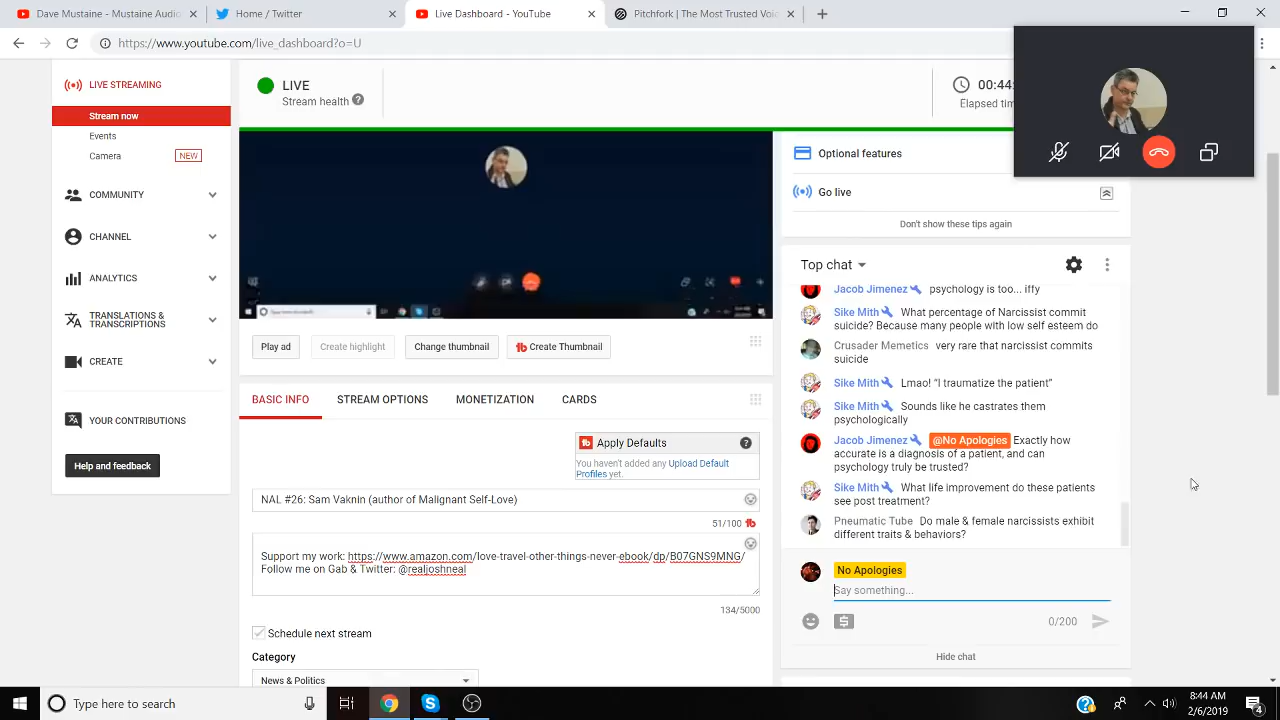 Dave Mustaine - Mustaine Audio
Home / Twitter
Live Dashboard - YouTube
Pitchfork | The Most Trusted Voi
https://www.youtube.com/live_dashboard?o=U
LIVE STREAMING
Stream now
Events
Camera
NEW
COMMUNITY
CHANNEL
ANALYTICS
TRANSLATIONS &
TRANSCRIPTIONS
CREATE
YOUR CONTRIBUTIONS
Help and feedback
LIVE
Stream health
00:44:
Elapsed tim
Play ad
Create highlight
Change thumbnail
Create Thumbnail
BASIC INFO
STREAM OPTIONS
MONETIZATION
CARDS
Apply Defaults
You haven't added any Upload Default
Profiles yet.
NAL #26: Sam Vaknin (author of Malignant Self-Love)
51/100
Support my work: https://www.amazon.com/love-travel-other-things-never-ebook/dp/B07GNS9MNG/
Follow me on Gab & Twitter: @realjoshneal
134/5000
Schedule next stream
Category
News & Politics
Optional features
Go live
Don't show these tips again
Top chat
Jacob Jimenez psychology is too... iffy
Sike Mith What percentage of Narcissist commit
suicide? Because many people with low self esteem do
Crusader Memetics very rare that narcissist commits
suicide
Sike Mith Lmao! “I traumatize the patient”
Sike Mith Sounds like he castrates them
psychologically
Jacob Jimenez @No Apologies Exactly how
accurate is a diagnosis of a patient, and can
psychology truly be trusted?
Sike Mith What life improvement do these patients
see post treatment?
Pneumatic Tube Do male & female narcissists exhibit
different traits & behaviors?
No Apologies
Say something...
0/200
Hide chat
Type here to search
8:44 AM
2/6/2019
4